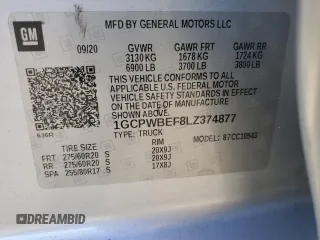 GM
MFD BY GENERAL MOTORS LLC
09/20
GVWR GAWR FRT GAWR RR
3130 KG 1678 KG 1724 KG
6900 LB 3700 LB 3800 LB
THIS VEHICLE CONFORMS TO ALL
APPLICABLE U.S. FEDERAL MOTOR
VEHICLE SAFETY STANDARDS IN EFFECT ON
THE DATE OF MANUFACTURE SHOWN ABOVE.
1GCPWBEF8LZ374877
TYPE: TRUCK
636R
87CC10543
TIRE SIZE RIM
FRT 275/60R20 S 20X9J
RR 275/60R20 S 20X9J
SPA 255/80R17 S 17X8J